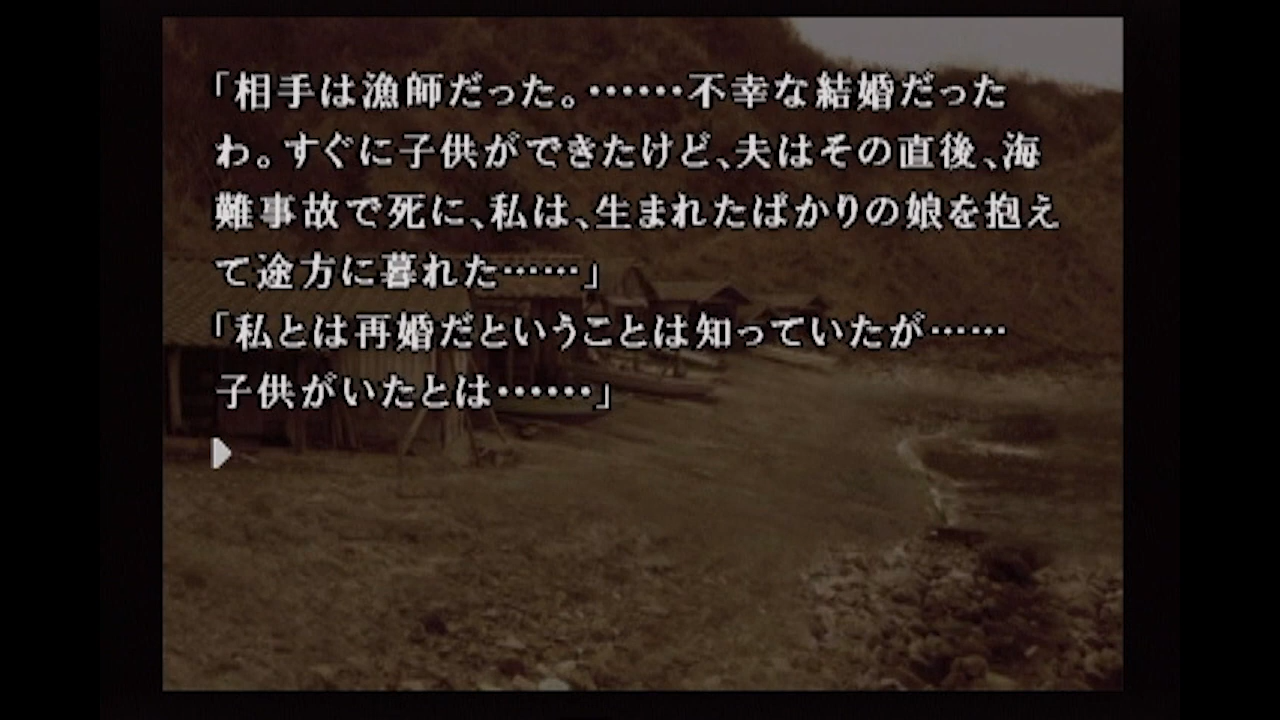 「相手は漁師だった。……不幸な結婚だった
わ。すぐに子供ができたけど、夫はその直後、海
難事故で死に、私は、生まれたばかりの娘を抱え
て途方に暮れた……」
「私とは再婚だということは知っていたが……
子供がいたとは……」